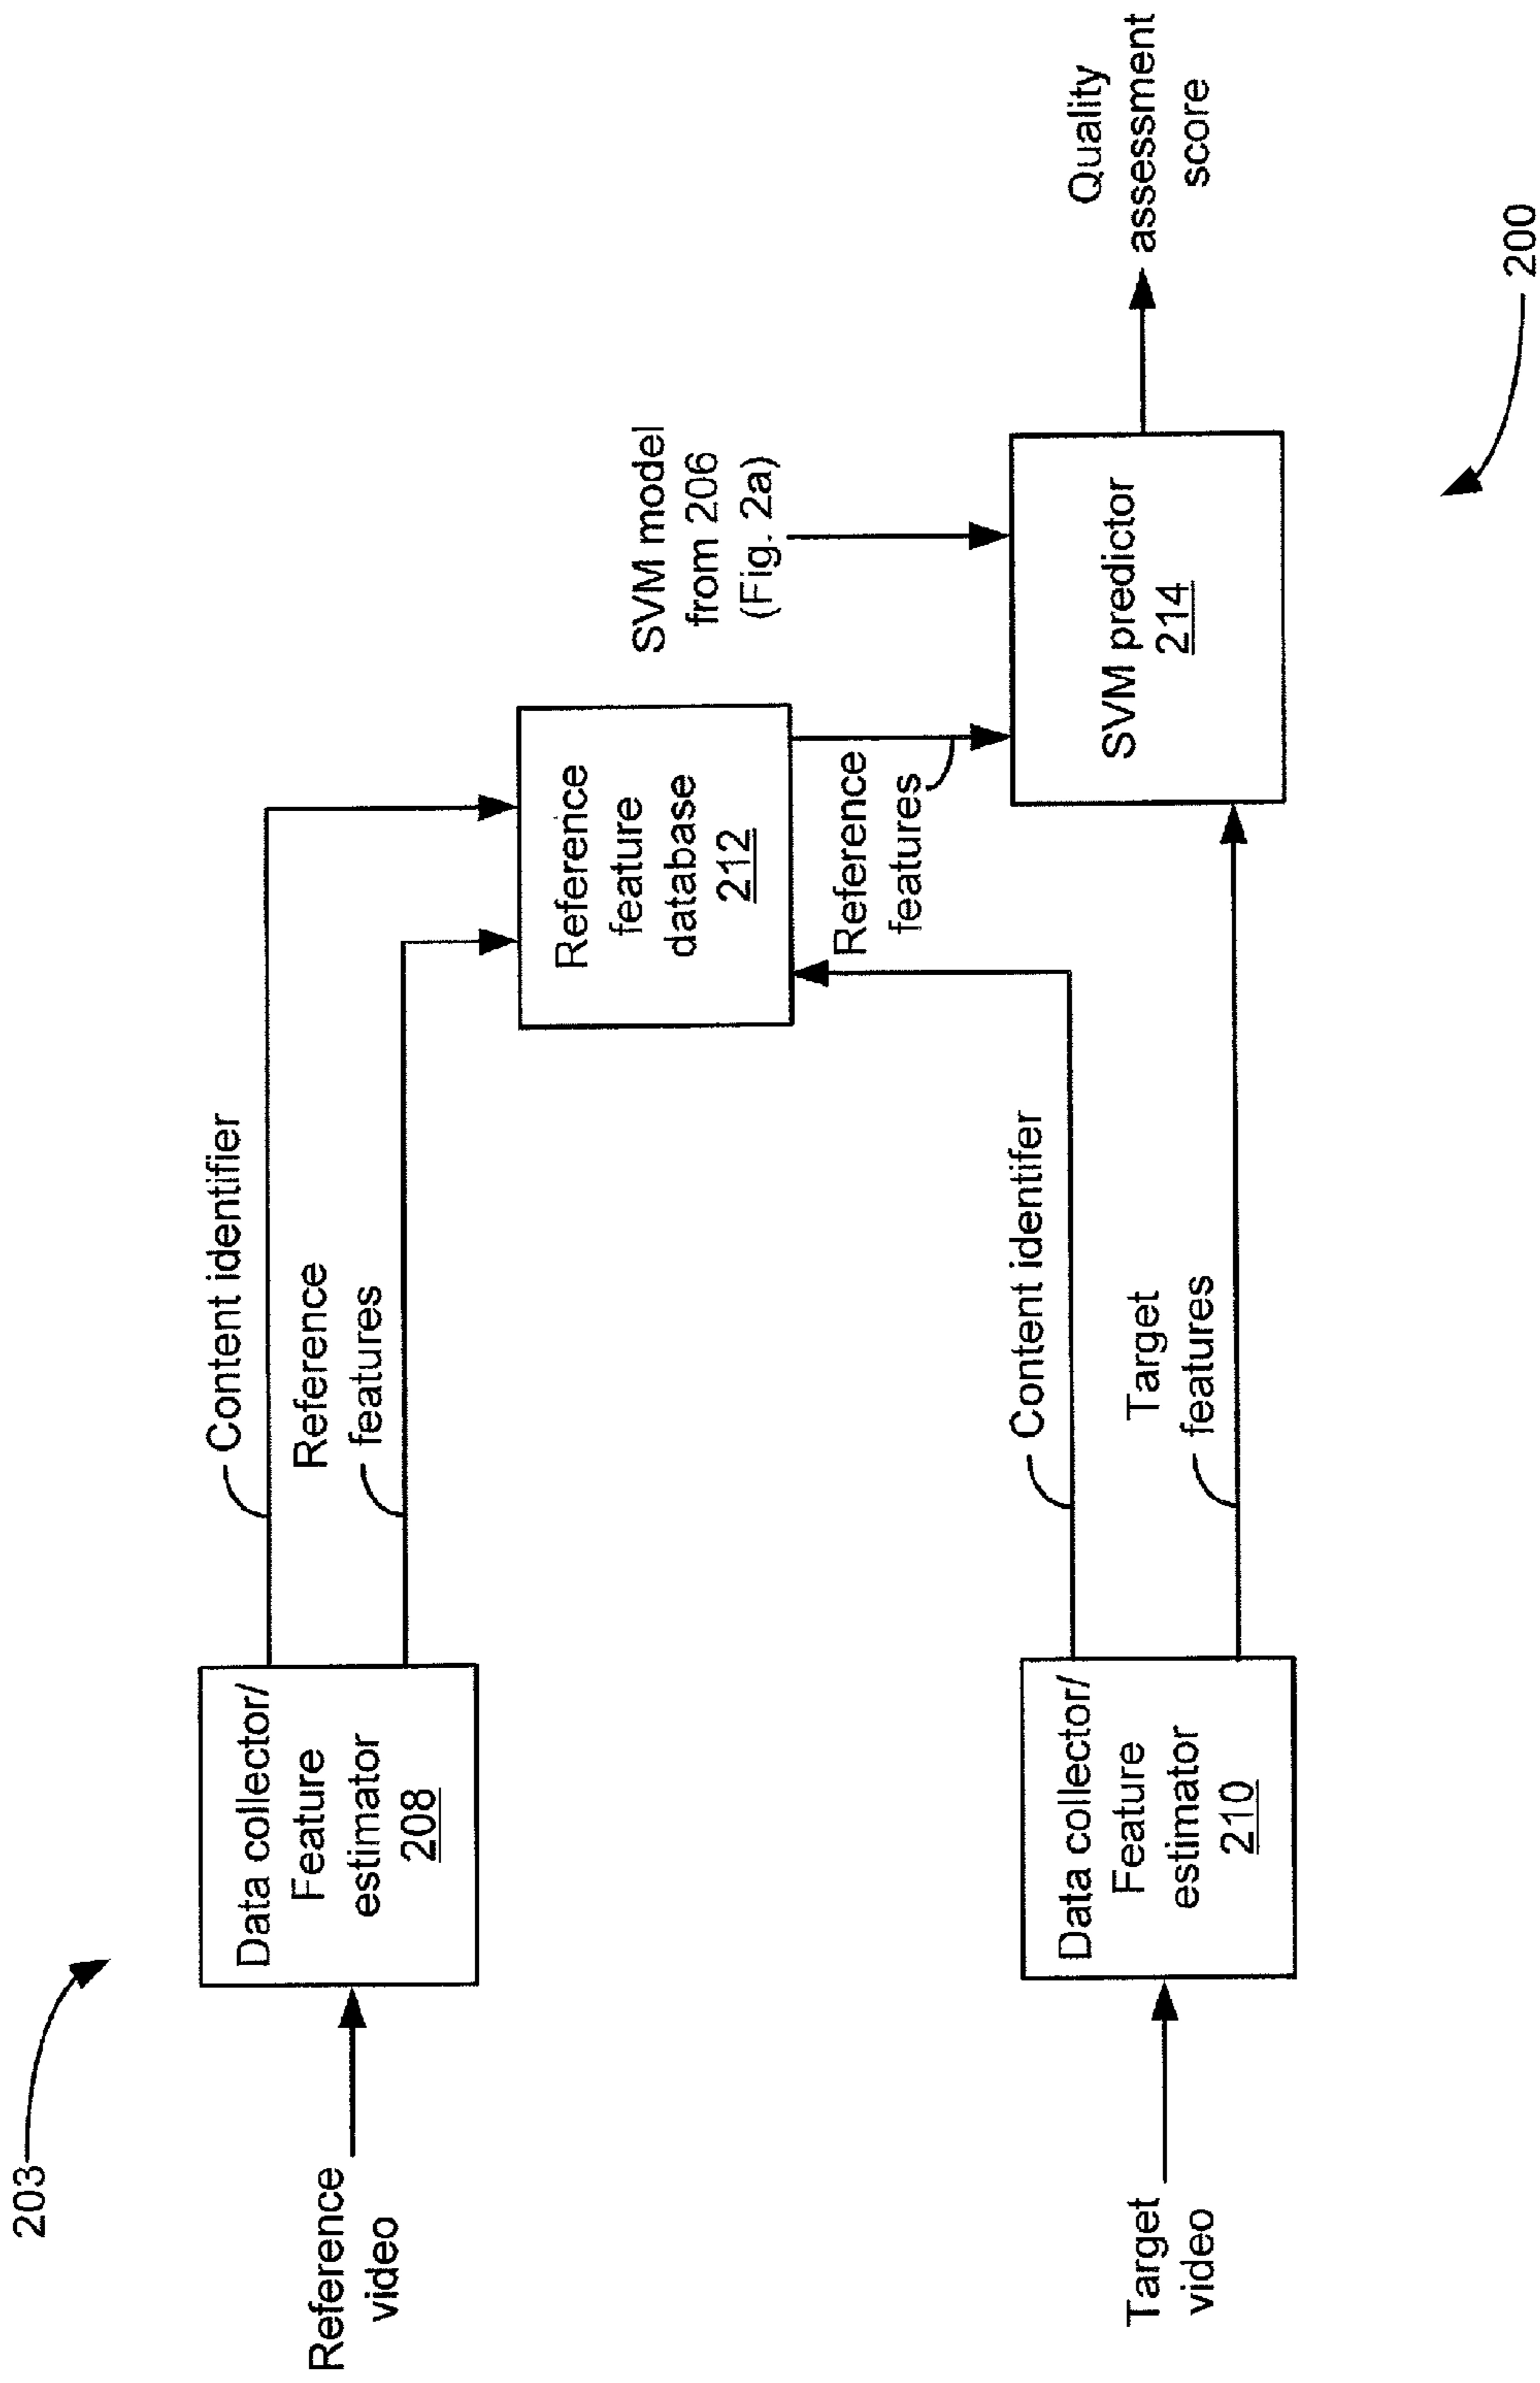 203
Reference
video
Data collector/
Feature
estimator
208
Content identifier
Reference
features
Reference
feature
database
212
SVM model
from 206
(Fig. 2a)
Reference
features
Target
video
Data collector/
Feature
estimator
210
Content identifer
Target
features
SVM predictor
214
Quality
assessment
score
200